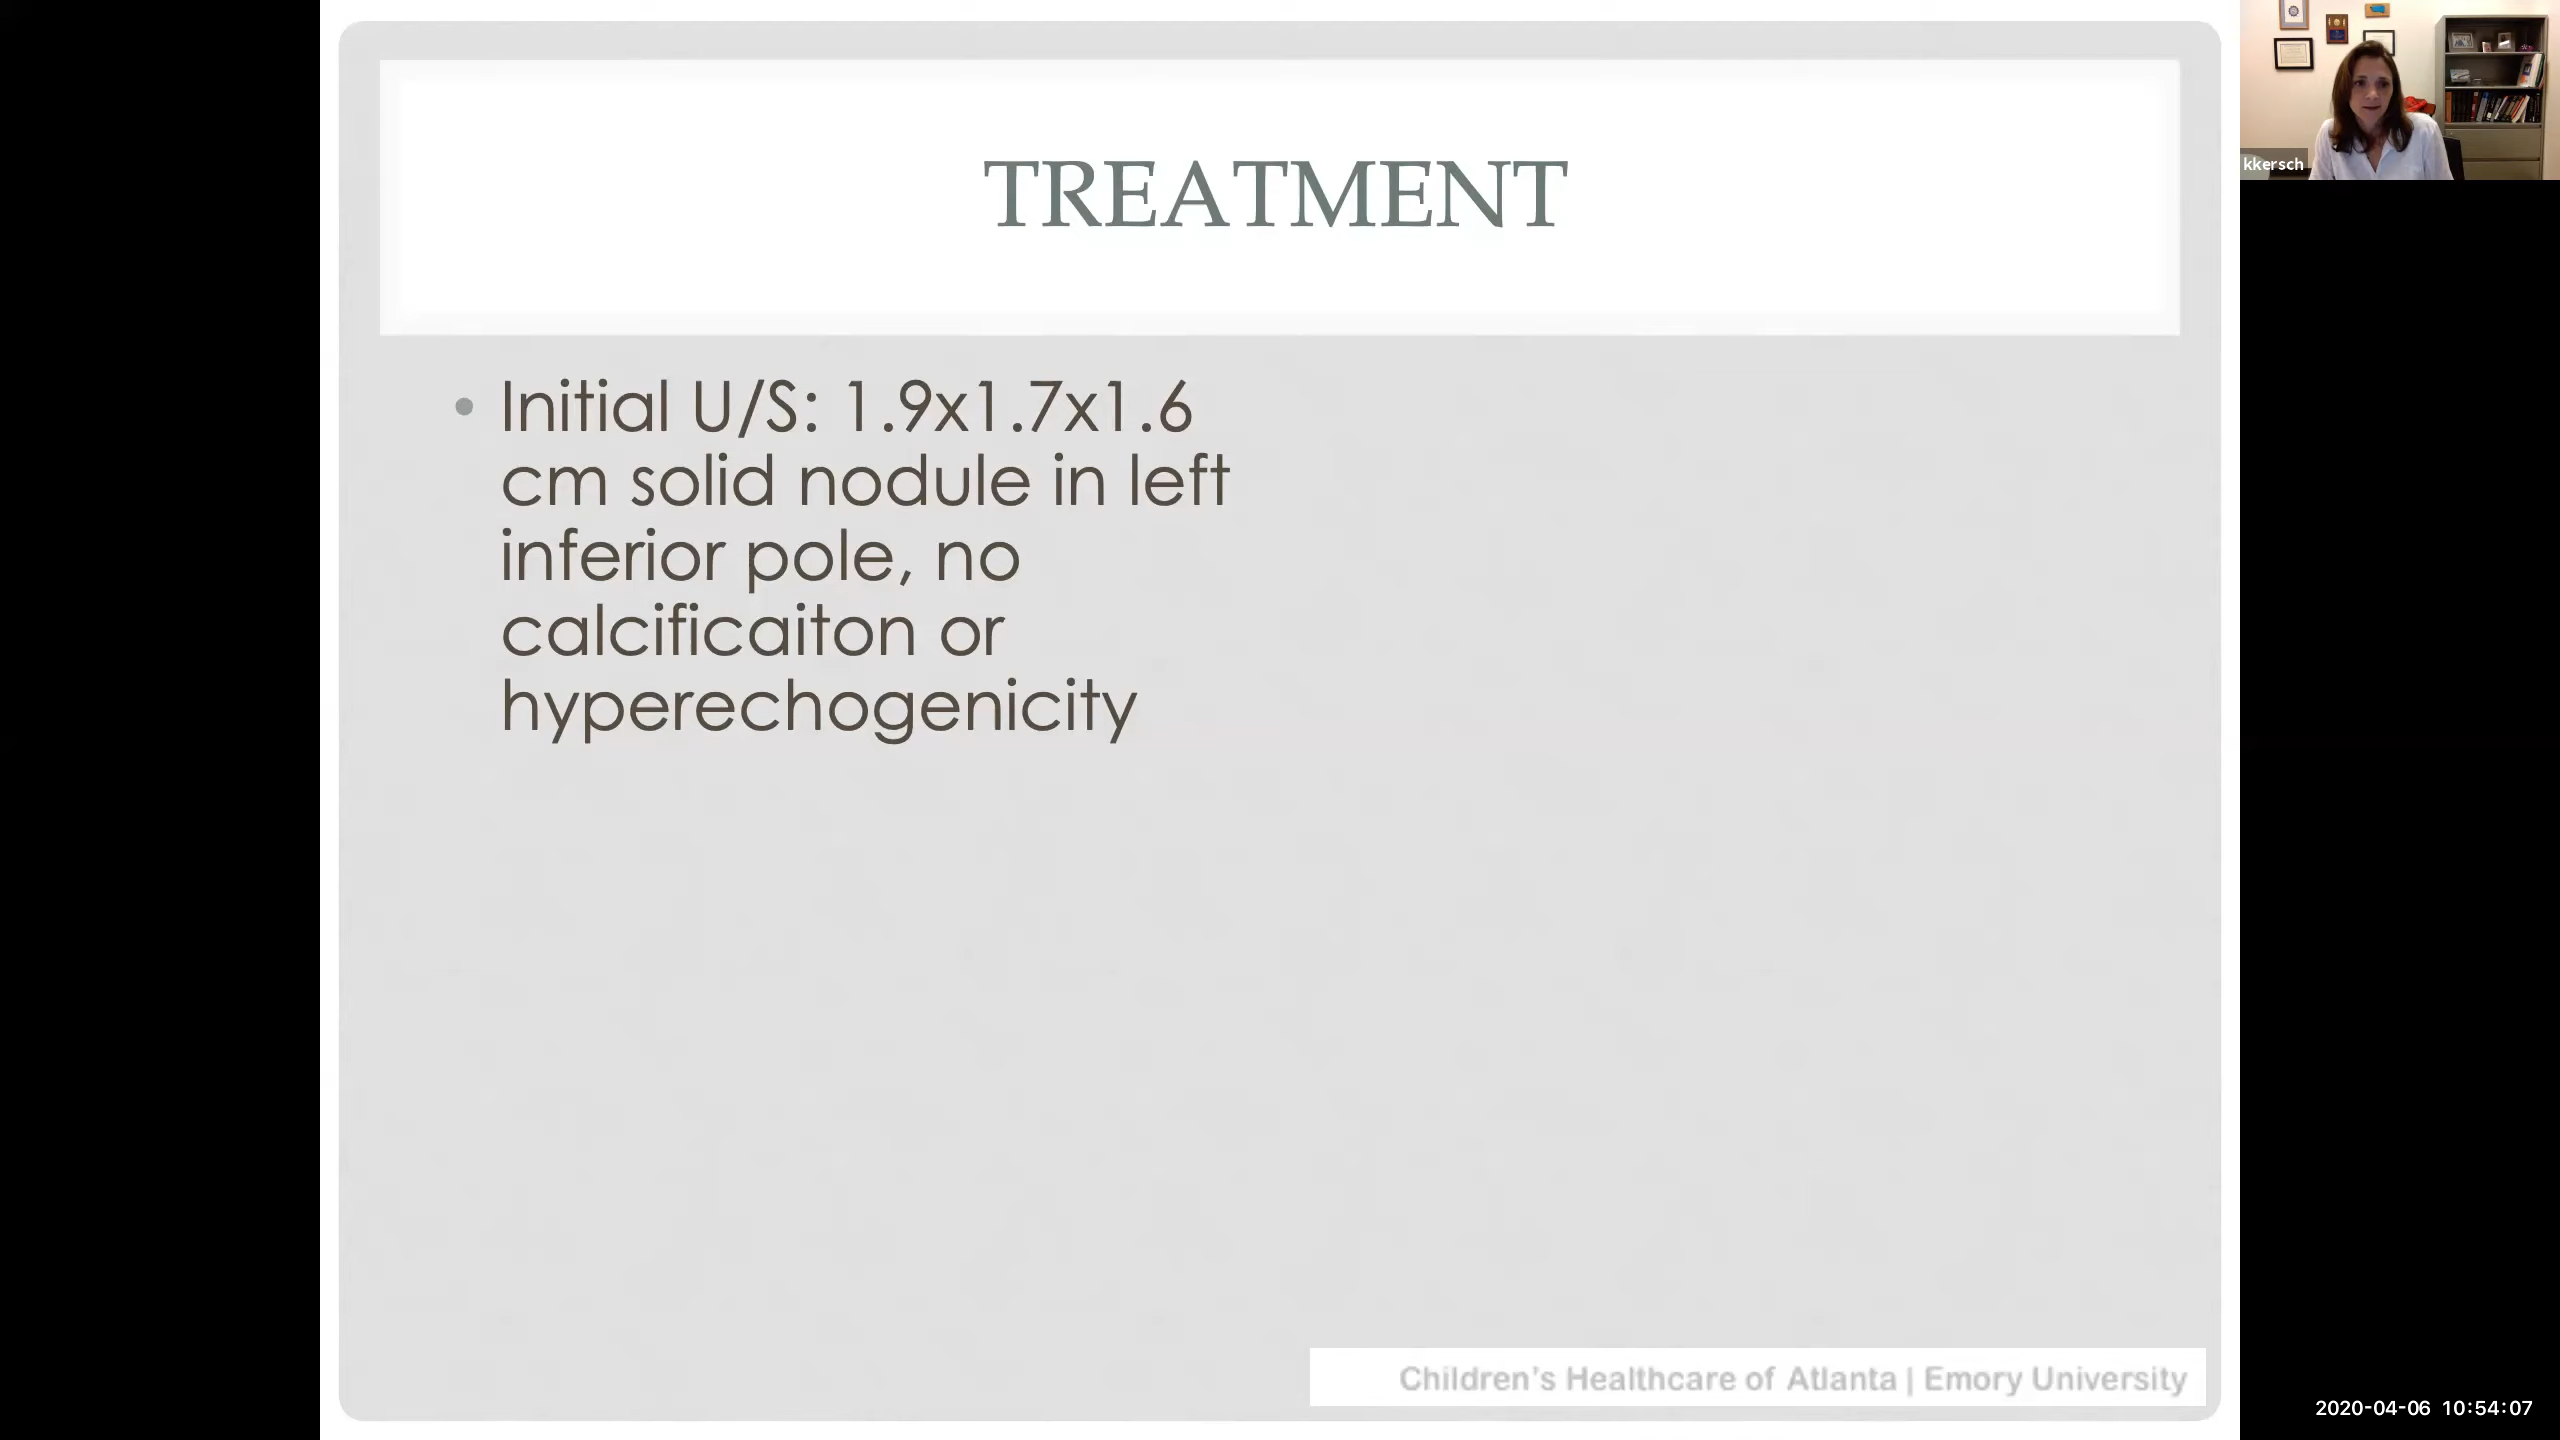 TREATMENT
• Initial U/S: 1.9x1.7x1.6
cm solid nodule in left
inferior pole, no
calcificaiton or
hyperechogenicity
Children's Healthcare of Atlanta | Emory University
kkersch
2020-04-06 10:54:07